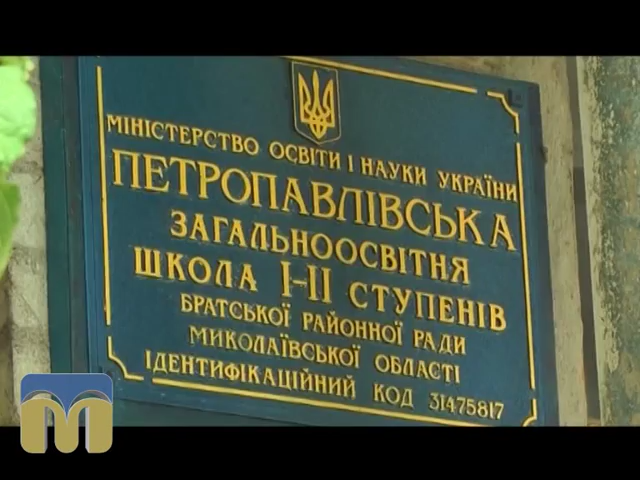 МІНІСТЕРСТВО ОСВІТИ І НАУКИ УКРАЇНИ
ПЕТРОПАВЛІВСЬКА
ЗАГАЛЬНООСВІТНЯ
ШКОЛА І-ІІ СТУПЕНІВ
БРАТСЬКОЇ РАЙОННОЇ РАДИ
МИКОЛАЇВСЬКОЇ ОБЛАСТІ
ІДЕНТИФІКАЦІЙНИЙ КОД 31475817
М